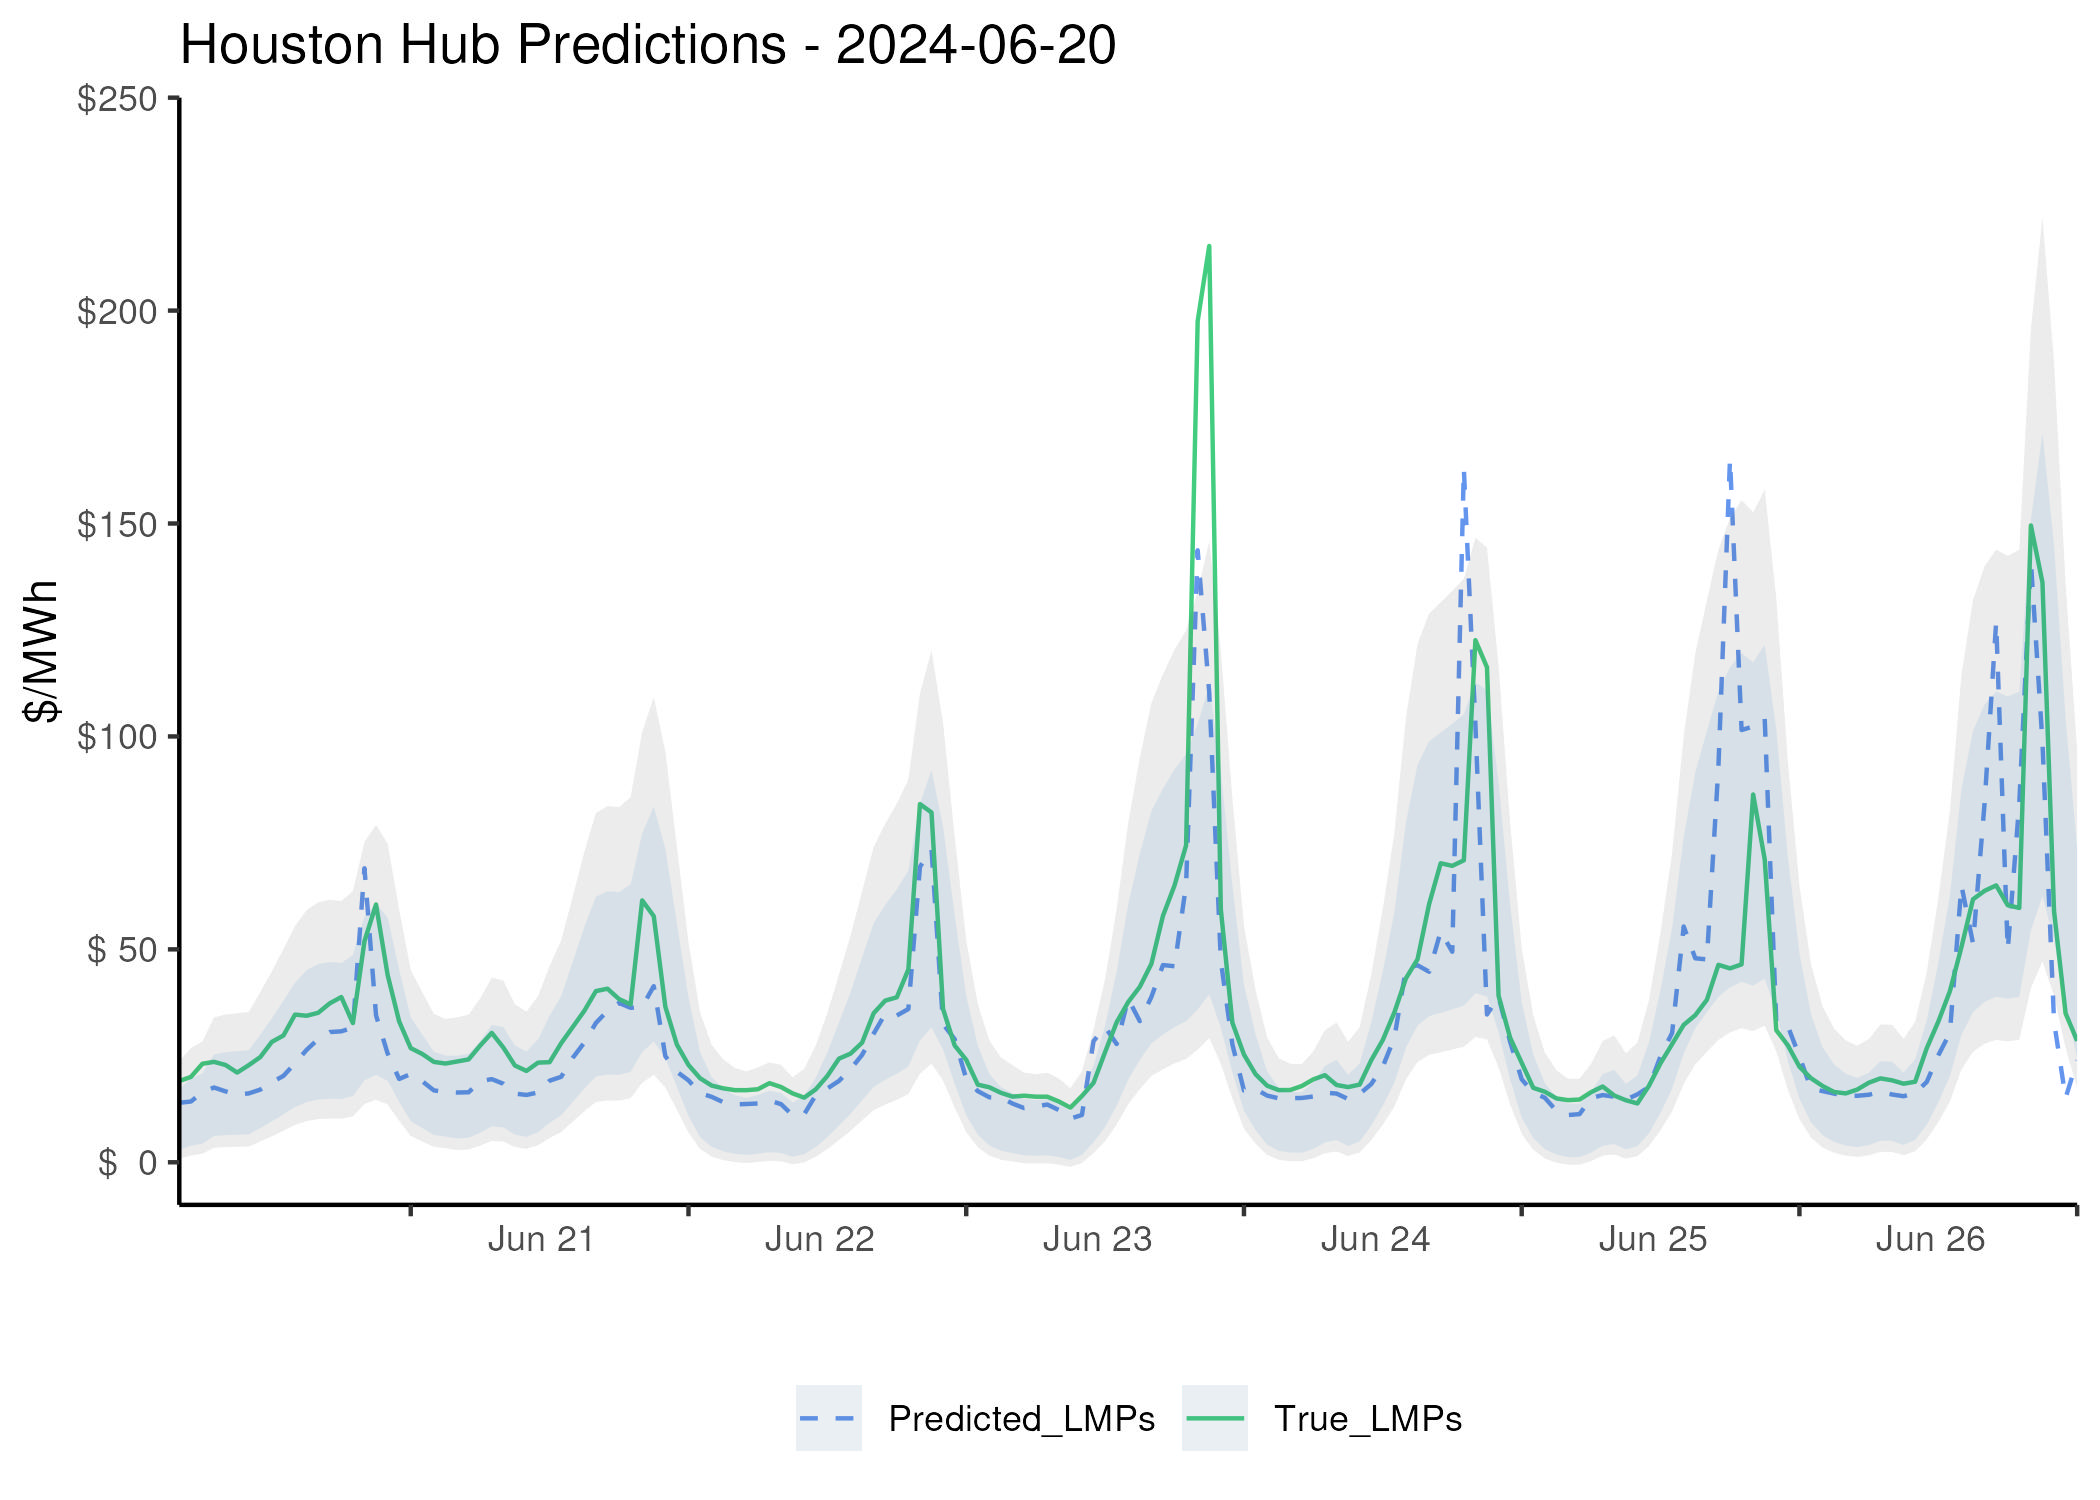 Houston Hub Predictions - 2024-06-20
$250
$200
$150
$100
$ 50
$ 0
$/MWh
Jun 21 Jun 22 Jun 23 Jun 24 Jun 25 Jun 26
Predicted_LMPs True_LMPs